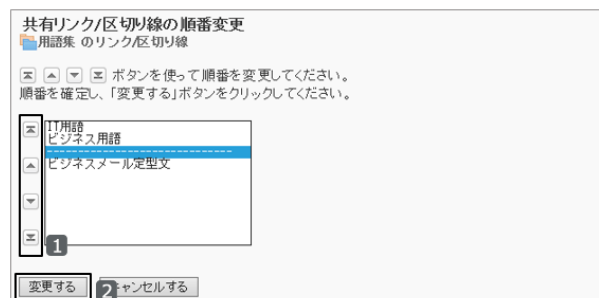 共有リンク/区切り線の順番変更
用語集 のリンク/区切り線
ボタンを使って順番を変更してください。
順番を確定し、「変更する」ボタンをクリックしてください。
IT用語
ビジネス用語
------------------------------
ビジネスメール定型文
1
変更する 2 キャンセルする